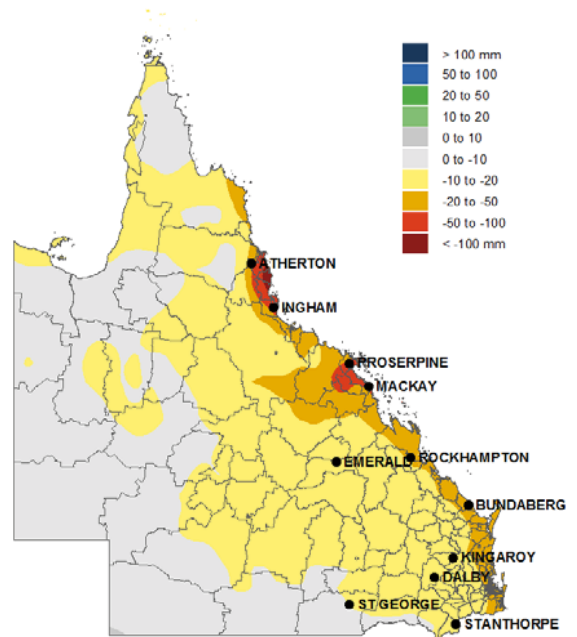 > 100 mm
50 to 100
20 to 50
10 to 20
0 to 10
0 to -10
-10 to -20
-20 to -50
-50 to -100
< -100 mm
ATHERTON
INGHAM
PROSERPINE
MACKAY
EMERALD
ROCKHAMPTON
BUNDABERG
KINGAROY
DALBY
ST GEORGE
STANTHORPE